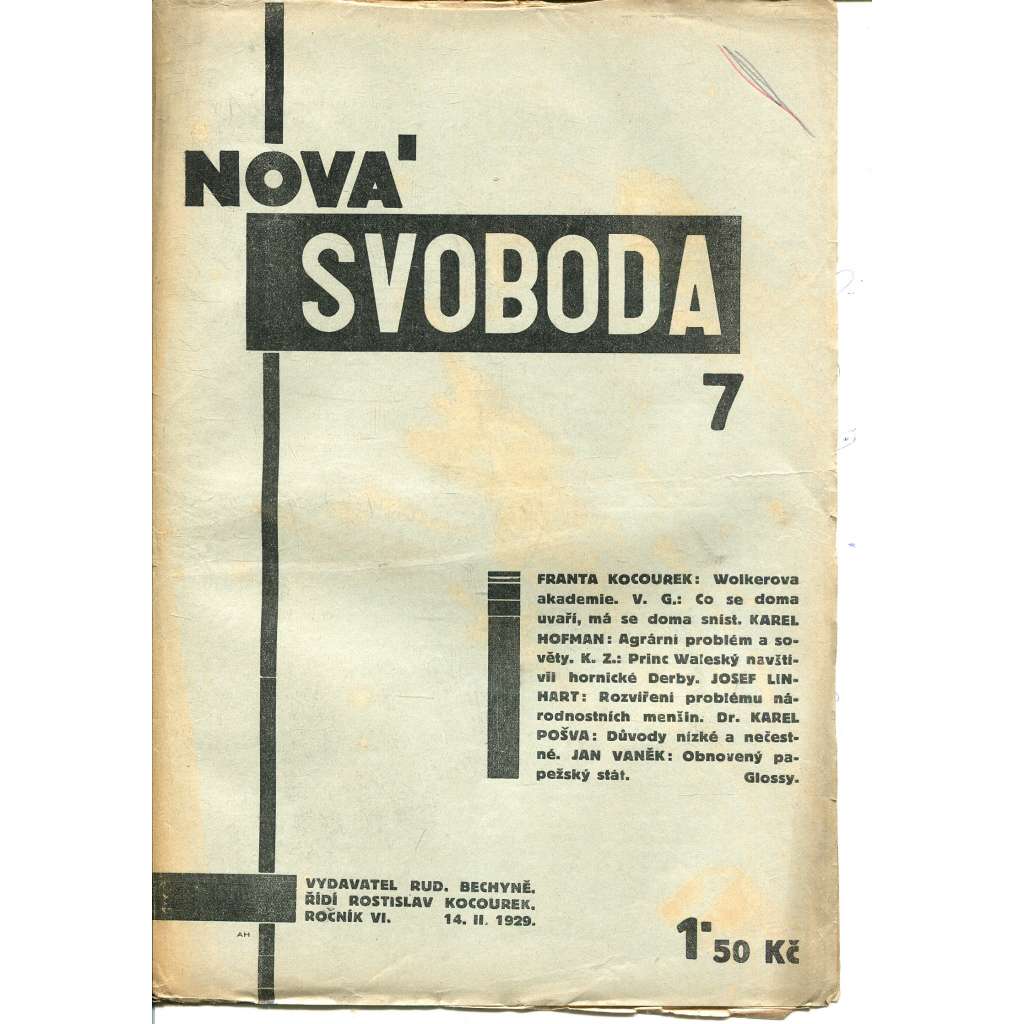 NOVÁ
SVOBODA
7
FRANTA KOCOUREK: Wolkerova
akademie. V. G.: Co se doma
uvaří, má se doma sníst. KAREL
HOFMAN: Agrární problém a so-
věty. K. Z.: Princ Waleský navští-
vil hornické Derby. JOSEF LIN-
HART: Rozvíření problému ná-
rodnostních menšin. Dr. KAREL
POŠVA: Důvody nízké a nečest-
né. JAN VANĚK: Obnovený pa-
pežský stát. Glossy.
VYDAVATEL RUD. BECHYNĚ.
ŘÍDÍ ROSTISLAV KOCOUREK.
ROČNÍK VI. 14. II. 1929.
AH
1·50 Kč